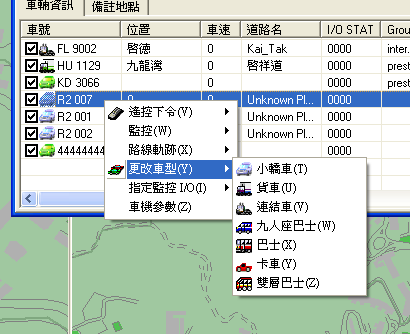 車輛資訊 備註地點
車號 位置 車速 道路名 I/O STAT Grou
FL 9002 啓德 0 Kai_Tak 0000 inter.
HU 1129 九龍灣 0 啓祥道 0000 prest
KD 3066 0 0000 prest
R2 007 0 0 Unknown Pl... 0000
R2 001 Unknown Pl... 0000
R2 002 Unknown Pl... 0000
44444444 0000
遙控下令(V)
監控(W)
路線軌跡(X)
更改車型(Y)
指定監控 I/O(I)
車機參數(Z)
小轎車(T)
貨車(U)
連結車(V)
九人座巴士(W)
巴士(X)
卡車(Y)
雙層巴士(Z)